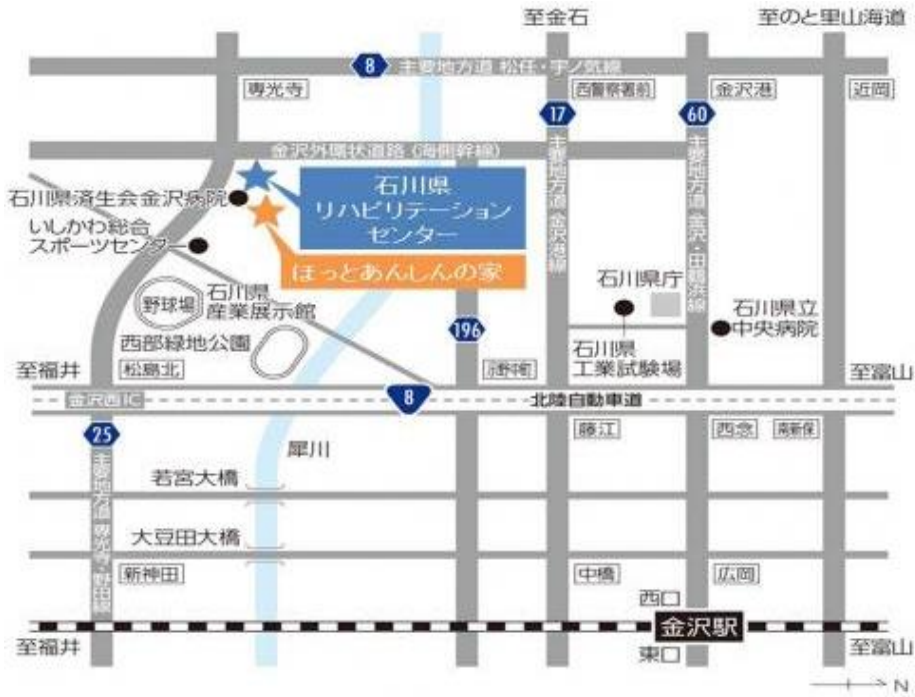 至金石
至のと里山海道
8 主要地方道 松任・宇ノ気線
専光寺
西警察署前
金沢港
近岡
17
60
金沢外環状道路(海側幹線)
主要地方道 金沢港線
主要地方道 金沢・田鶴浜線
石川県
リハビリテーション
センター
石川県済生会金沢病院
ほっとあんしんの家
いしかわ総合
スポーツセンター
野球場
石川県
産業展示館
西部緑地公園
石川県庁
石川県
工業試験場
石川県立
中央病院
196
至福井
松島北
示野中町
至富山
金沢西IC
8
北陸自動車道
25
藤江
西念
南新保
主要地方道 専光寺・野田線
犀川
若宮大橋
大豆田大橋
新神田
中橋
広岡
西口
金沢駅
東口
至福井
至富山
N